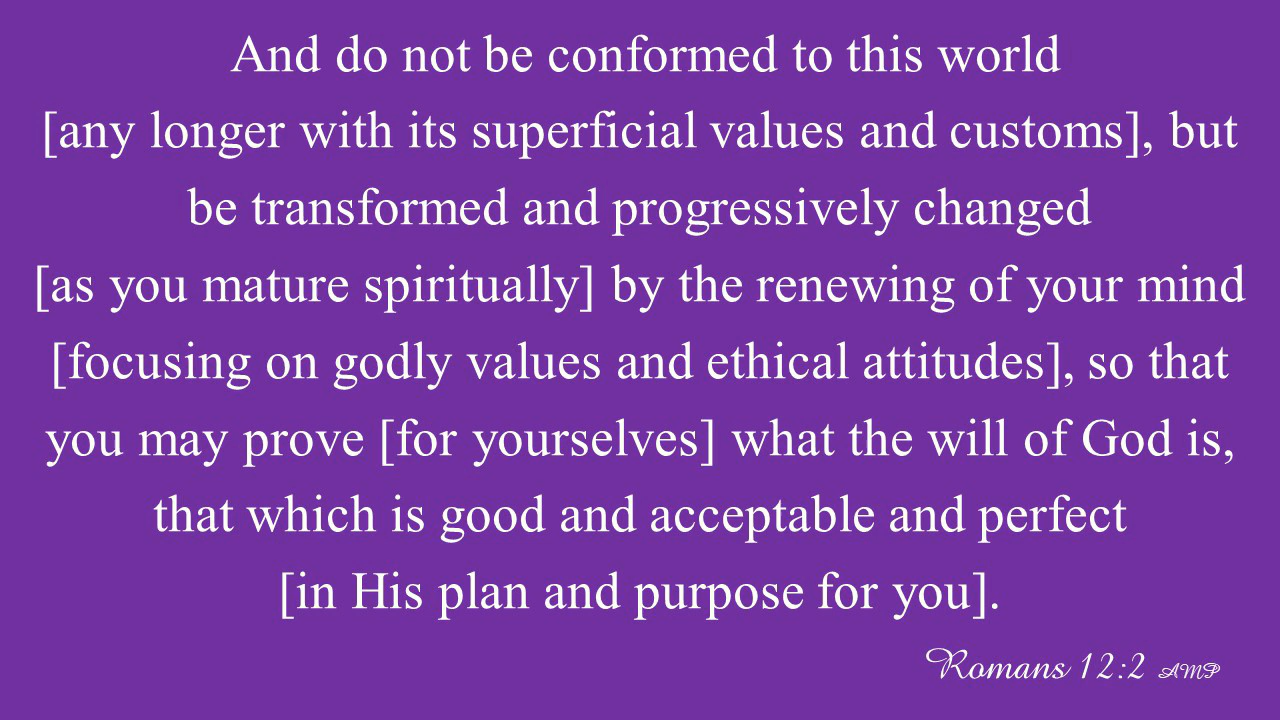 And do not be conformed to this world
[any longer with its superficial values and customs], but
be transformed and progressively changed
[as you mature spiritually] by the renewing of your mind
[focusing on godly values and ethical attitudes], so that
you may prove [for yourselves] what the will of God is,
that which is good and acceptable and perfect
[in His plan and purpose for you].
Romans 12:2 AMP